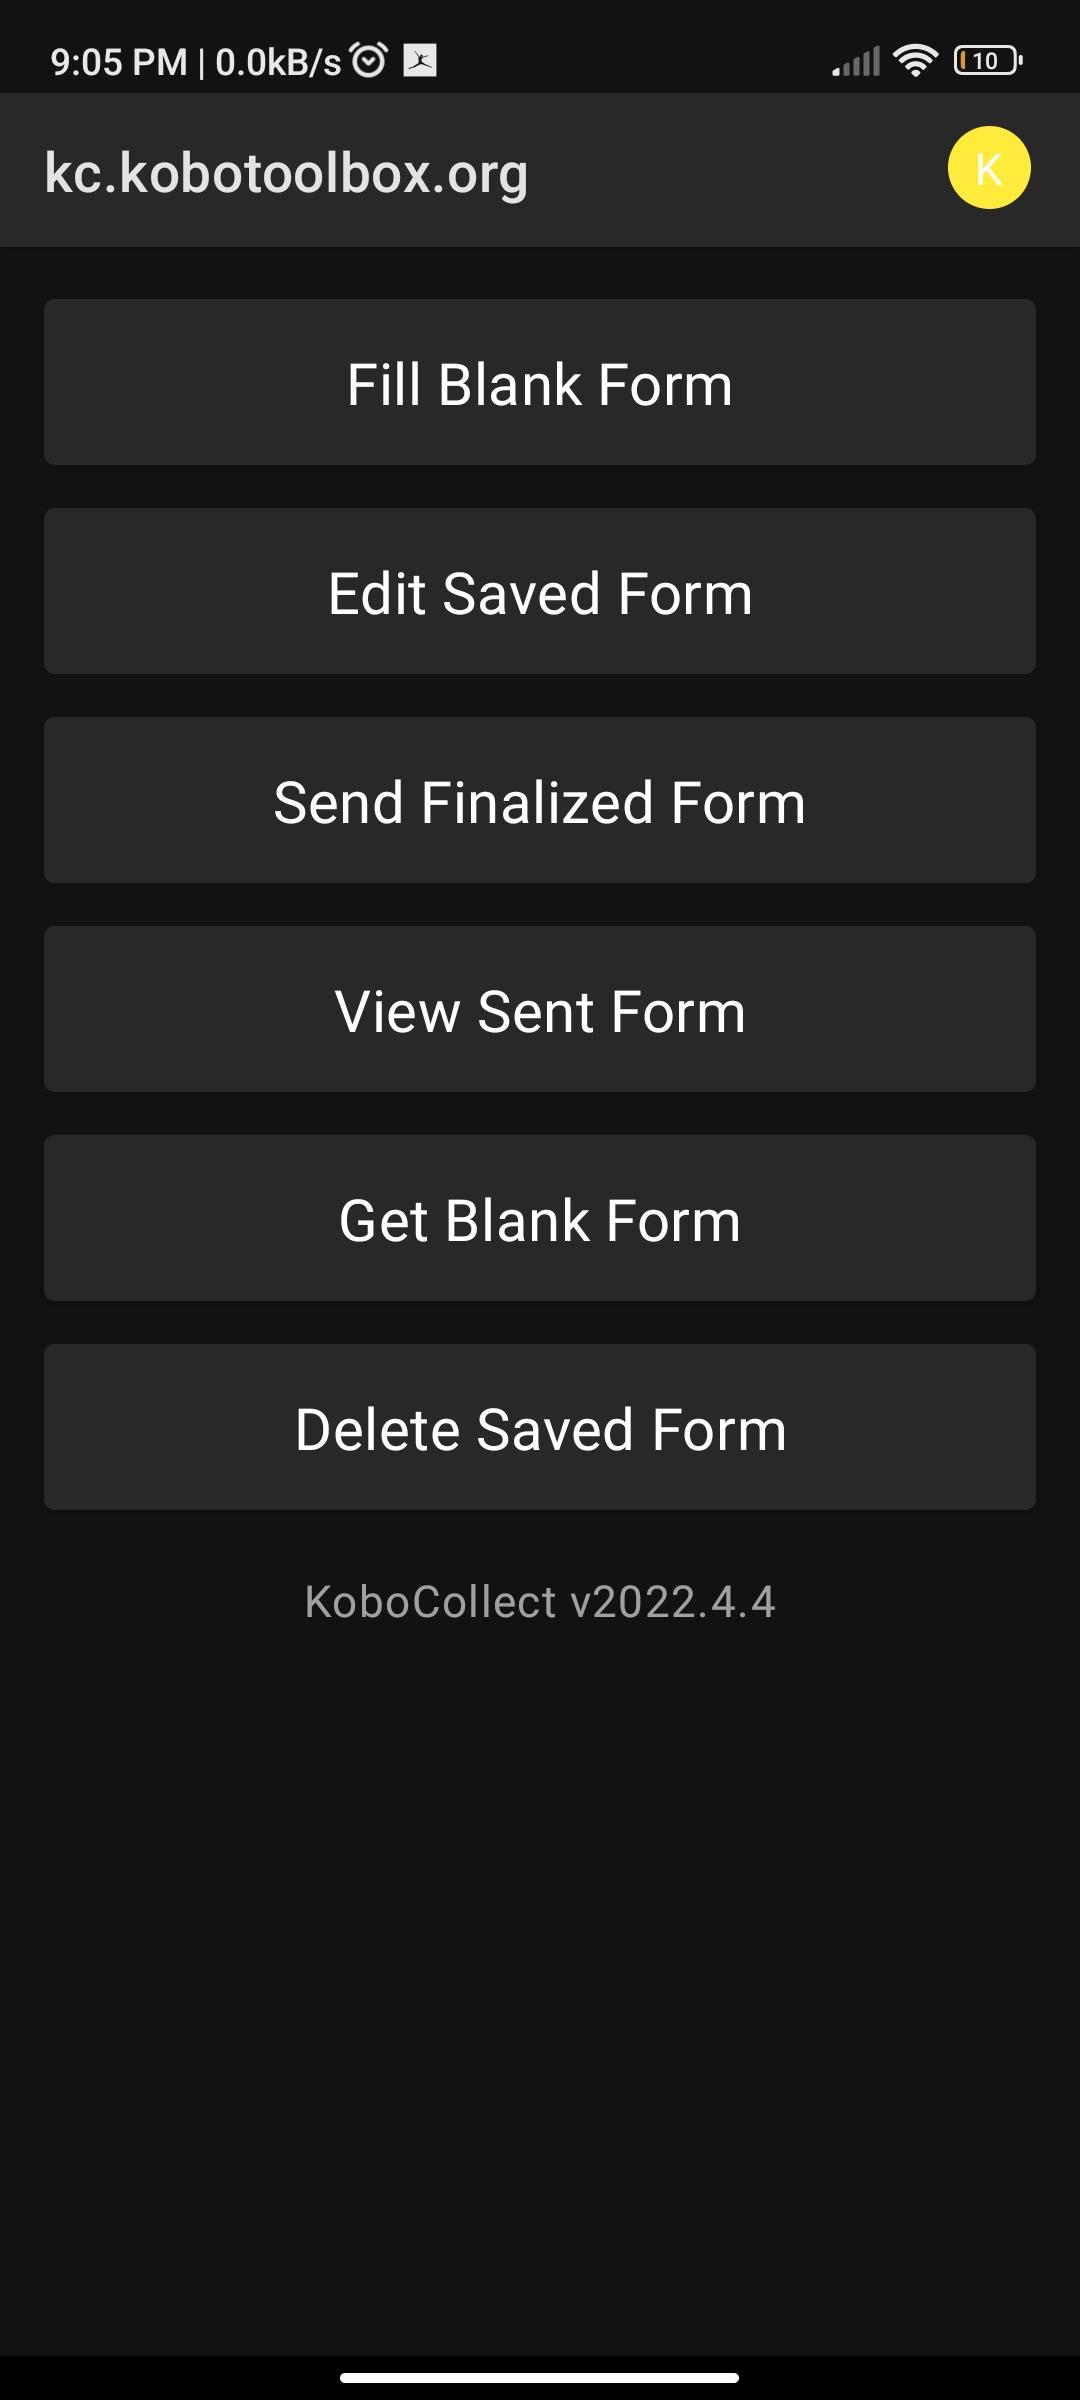 9:05 PM | 0.0kB/s
10
kc.kobotoolbox.org
K
Fill Blank Form
Edit Saved Form
Send Finalized Form
View Sent Form
Get Blank Form
Delete Saved Form
KoboCollect v2022.4.4